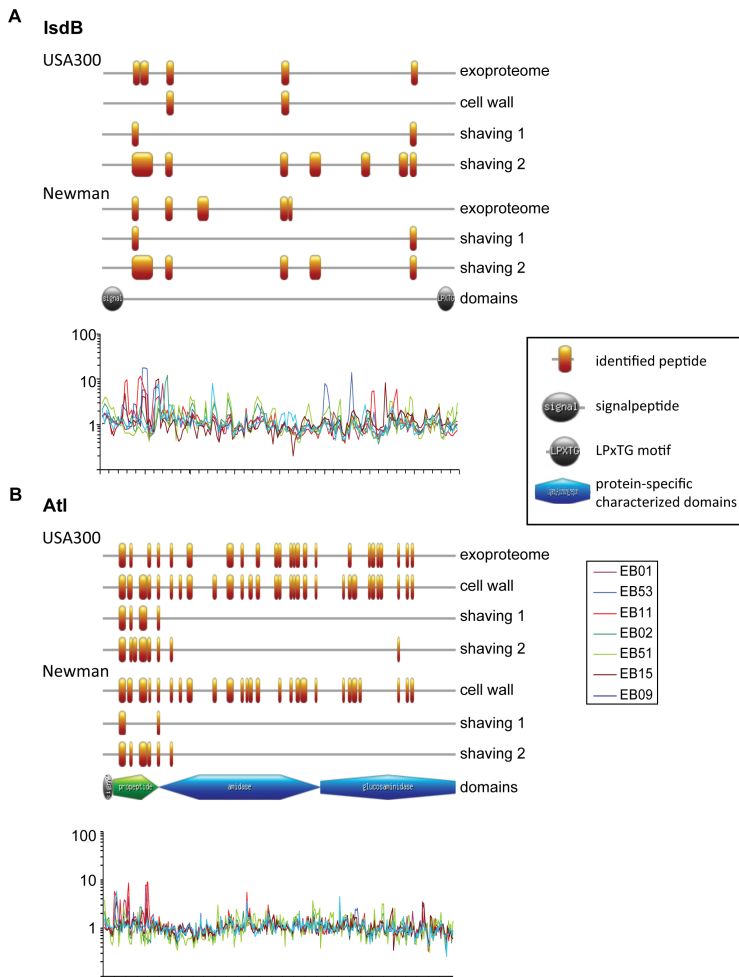 A
IsdB
USA300
exoproteome
cell wall
shaving 1
shaving 2
Newman
exoproteome
shaving 1
shaving 2
signal
LPXTG
domains
100
10
1
identified peptide
signal
signalpeptide
LPXTG
LPxTG motif
protein-specific
characterized domains
B
Atl
USA300
exoproteome
cell wall
shaving 1
shaving 2
Newman
cell wall
shaving 1
shaving 2
signal
propeptide
amidase
glucosaminidase
domains
100
10
1
EB01
EB53
EB11
EB02
EB51
EB15
EB09